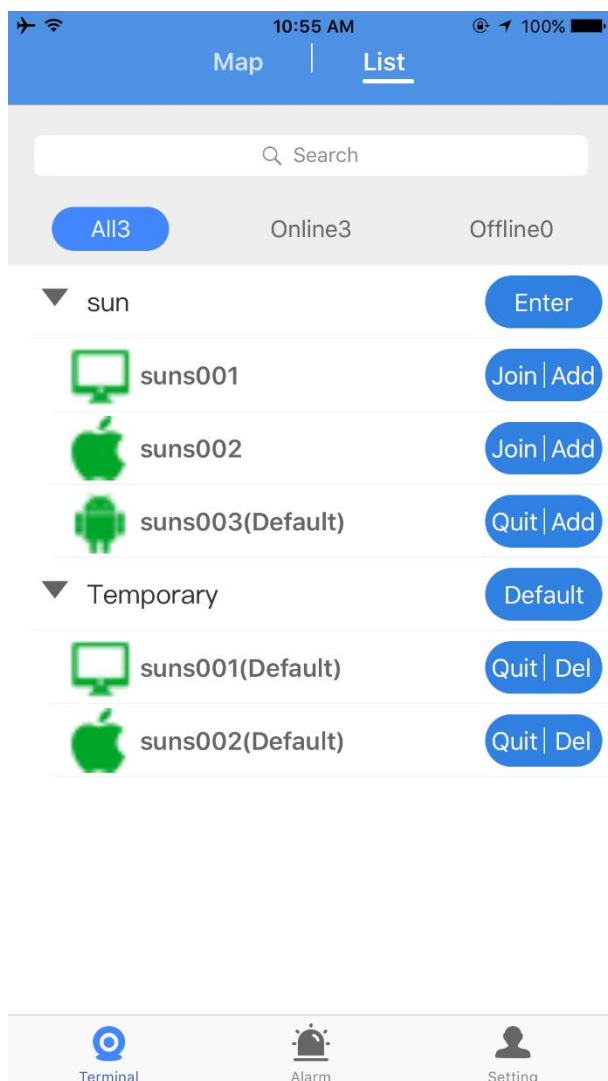 10:55 AM 100%
Map List
Search
All3 Online3 Offline0
sun Enter
suns001 Join|Add
suns002 Join|Add
suns003(Default) Quit|Add
Temporary Default
suns001(Default) Quit|Del
suns002(Default) Quit|Del
Terminal Alarm Setting